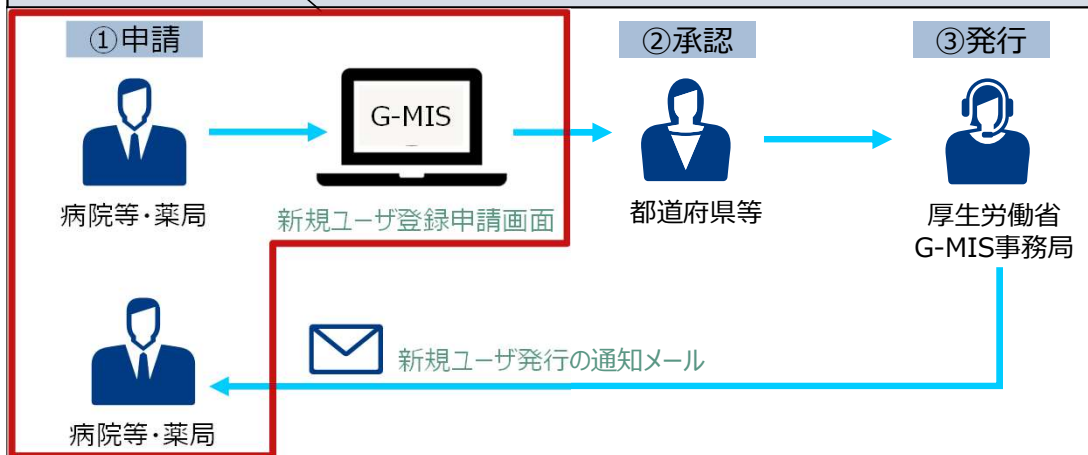 ①申請
②承認
③発行
G-MIS
病院等・薬局
新規ユーザ登録申請画面
都道府県等
厚生労働省
G-MIS事務局
新規ユーザ発行の通知メール
病院等・薬局